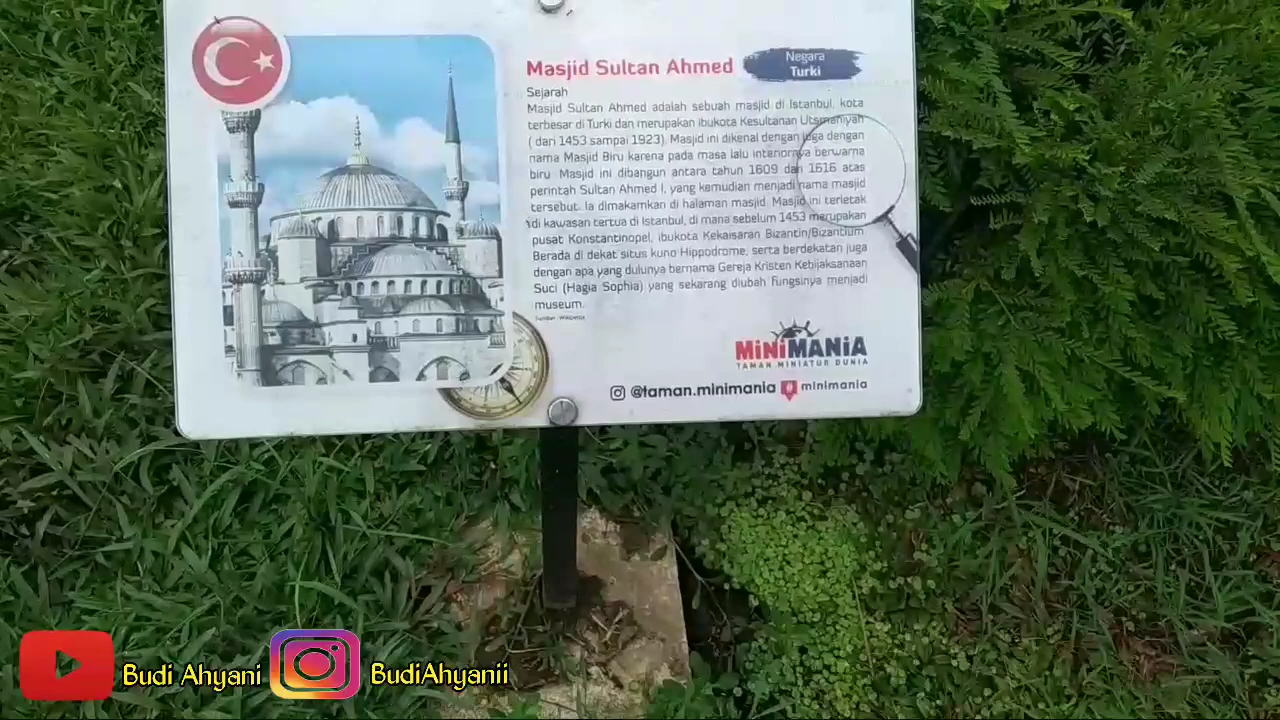 Masjid Sultan Ahmed
Negara
Turki
Sejarah
Masjid Sultan Ahmed adalah sebuah masjid di Istanbul, kota
terbesar di Turki dan merupakan ibukota Kesultanan Utsmaniyah
( dari 1453 sampai 1923). Masjid ini dikenal dengan juga dengan
nama Masjid Biru karena pada masa lalu interiornya berwarna
biru. Masjid ini dibangun antara tahun 1609 dan 1616 atas
perintah Sultan Ahmed I, yang kemudian menjadi nama masjid
tersebut. Ia dimakamkan di halaman masjid. Masjid ini terletak
di kawasan tertua di Istanbul, di mana sebelum 1453 merupakan
pusat Konstantinopel, ibukota Kekaisaran Bizantin/Bizantium
Berada di dekat situs kuno Hippodrome, serta berdekatan juga
dengan apa yang dulunya bernama Gereja Kristen Kebijaksanaan
Suci (Hagia Sophia) yang sekarang diubah fungsinya menjadi
museum.
Sumber : Wikipedia
MiNiMANiA
TAMAN MINIATUR DUNIA
@taman.minimania minimania
Budi Ahyani BudiAhyanii